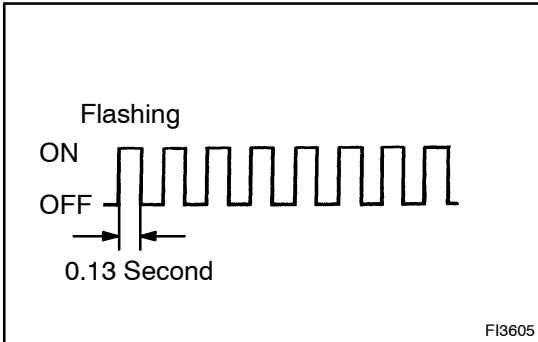 Flashing
ON
OFF
0.13 Second
FI3605